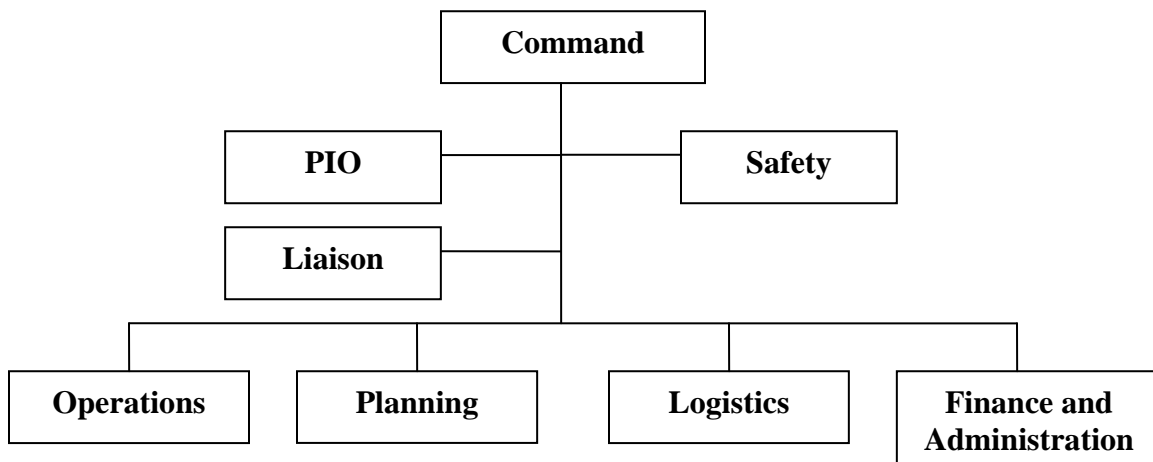 Command
PIO
Safety
Liaison
Operations
Planning
Logistics
Finance and
Administration